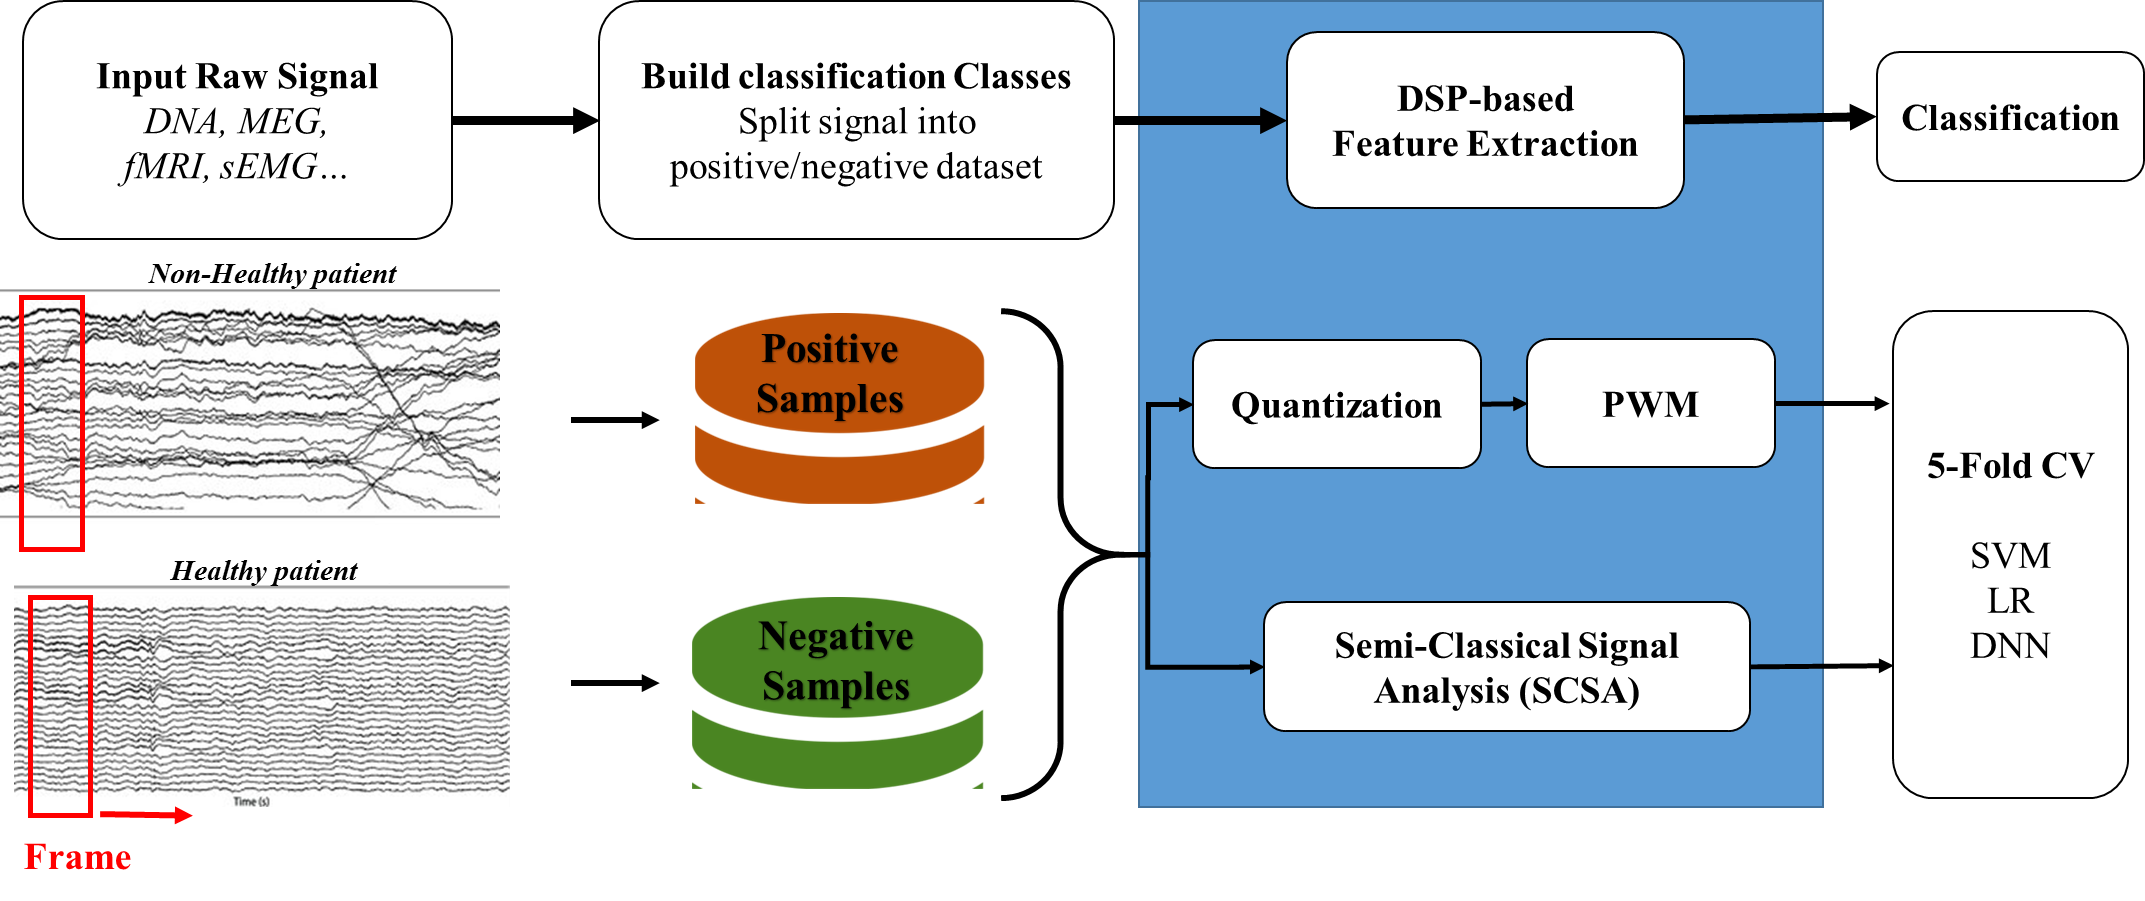 Input Raw Signal
DNA, MEG,
fMRI, sEMG…
Build classification Classes
Split signal into
positive/negative dataset
DSP-based
Feature Extraction
Classification
Non-Healthy patient
Healthy patient
Time (s)
Frame
Positive
Samples
Negative
Samples
Quantization
PWM
Semi-Classical Signal
Analysis (SCSA)
5-Fold CV
SVM
LR
DNN